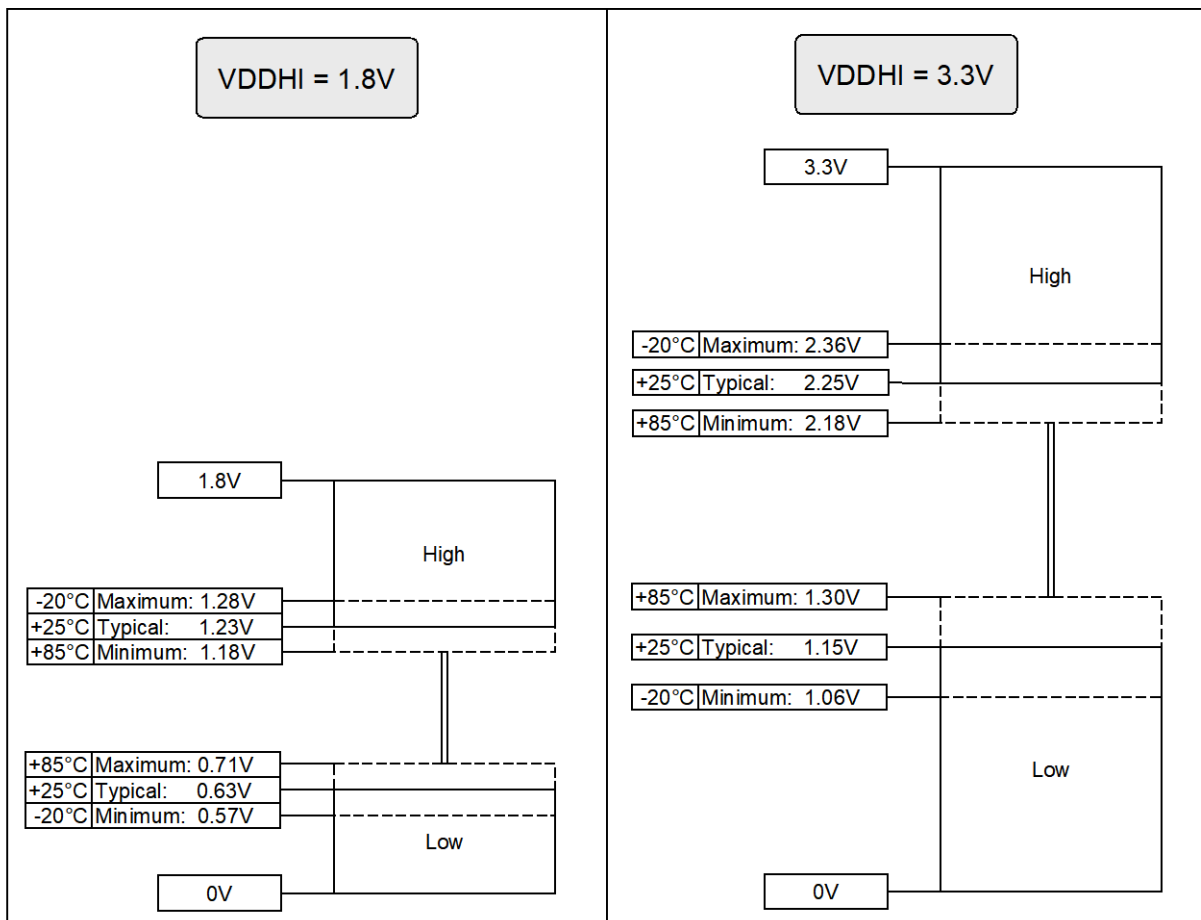 VDDHI = 1.8V
1.8V
High
-20°C Maximum: 1.28V
+25°C Typical: 1.23V
+85°C Minimum: 1.18V
+85°C Maximum: 0.71V
+25°C Typical: 0.63V
-20°C Minimum: 0.57V
Low
0V
VDDHI = 3.3V
3.3V
High
-20°C Maximum: 2.36V
+25°C Typical: 2.25V
+85°C Minimum: 2.18V
+85°C Maximum: 1.30V
+25°C Typical: 1.15V
-20°C Minimum: 1.06V
Low
0V